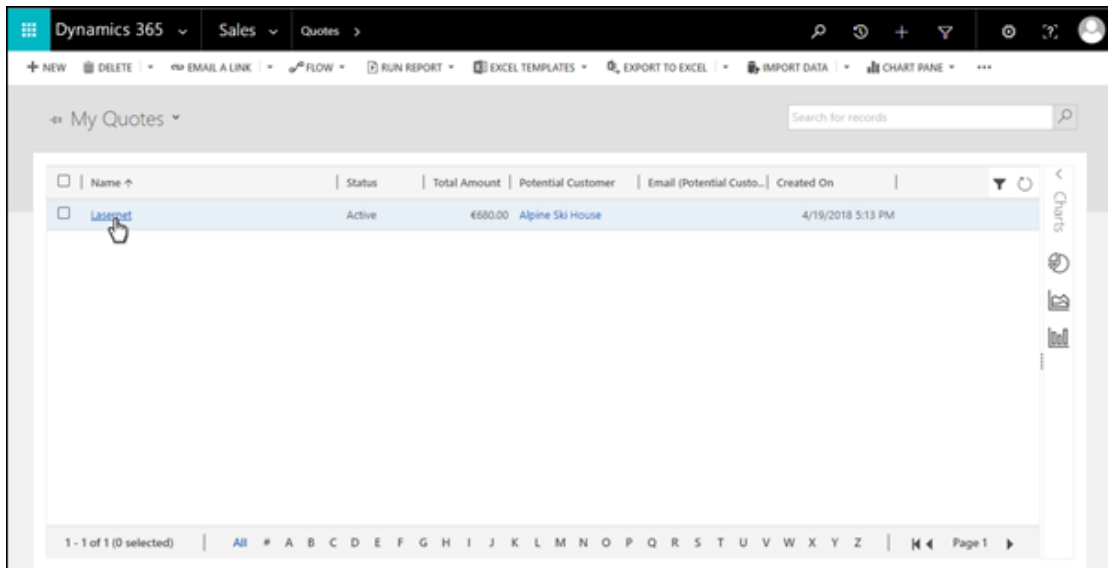 Dynamics 365 Sales Quotes >
+ NEW DELETE EMAIL A LINK FLOW RUN REPORT EXCEL TEMPLATES EXPORT TO EXCEL IMPORT DATA CHART PANE ...
My Quotes Search for records
Name ↑ Status Total Amount Potential Customer Email (Potential Custo... Created On
Lasernet Active €680.00 Alpine Ski House 4/19/2018 5:13 PM
Charts
1 - 1 of 1 (0 selected) All # A B C D E F G H I J K L M N O P Q R S T U V W X Y Z Page 1